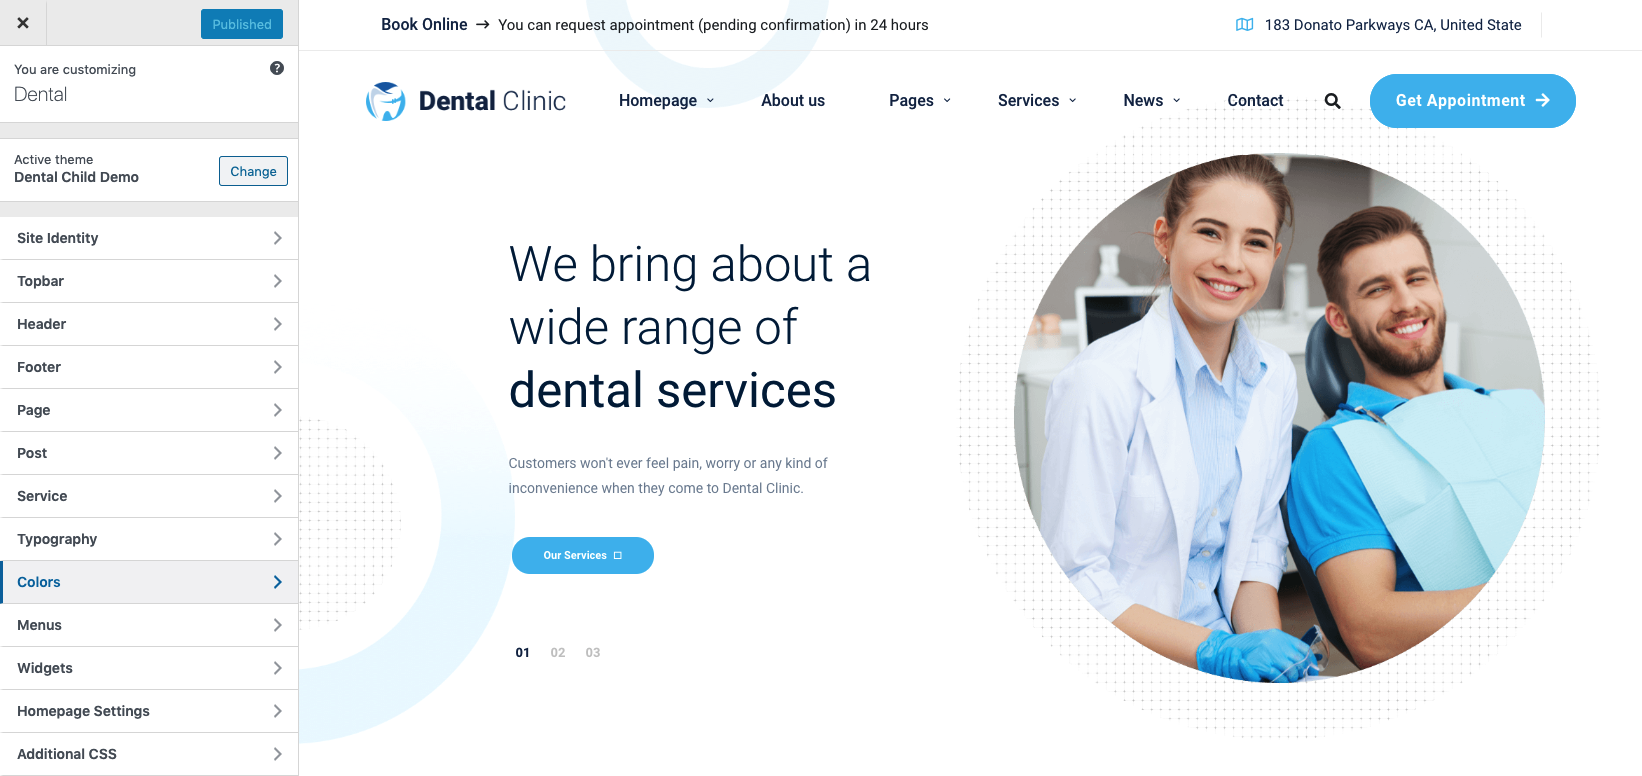 Published
You are customizing
Dental
Active theme
Dental Child Demo
Change
Site Identity
Topbar
Header
Footer
Page
Post
Service
Typography
Colors
Menus
Widgets
Homepage Settings
Additional CSS
Book Online → You can request appointment (pending confirmation) in 24 hours
183 Donato Parkways CA, United State
Dental Clinic
Homepage
About us
Pages
Services
News
Contact
Get Appointment →
We bring about a
wide range of
dental services
Customers won't ever feel pain, worry or any kind of
inconvenience when they come to Dental Clinic.
Our Services
01 02 03